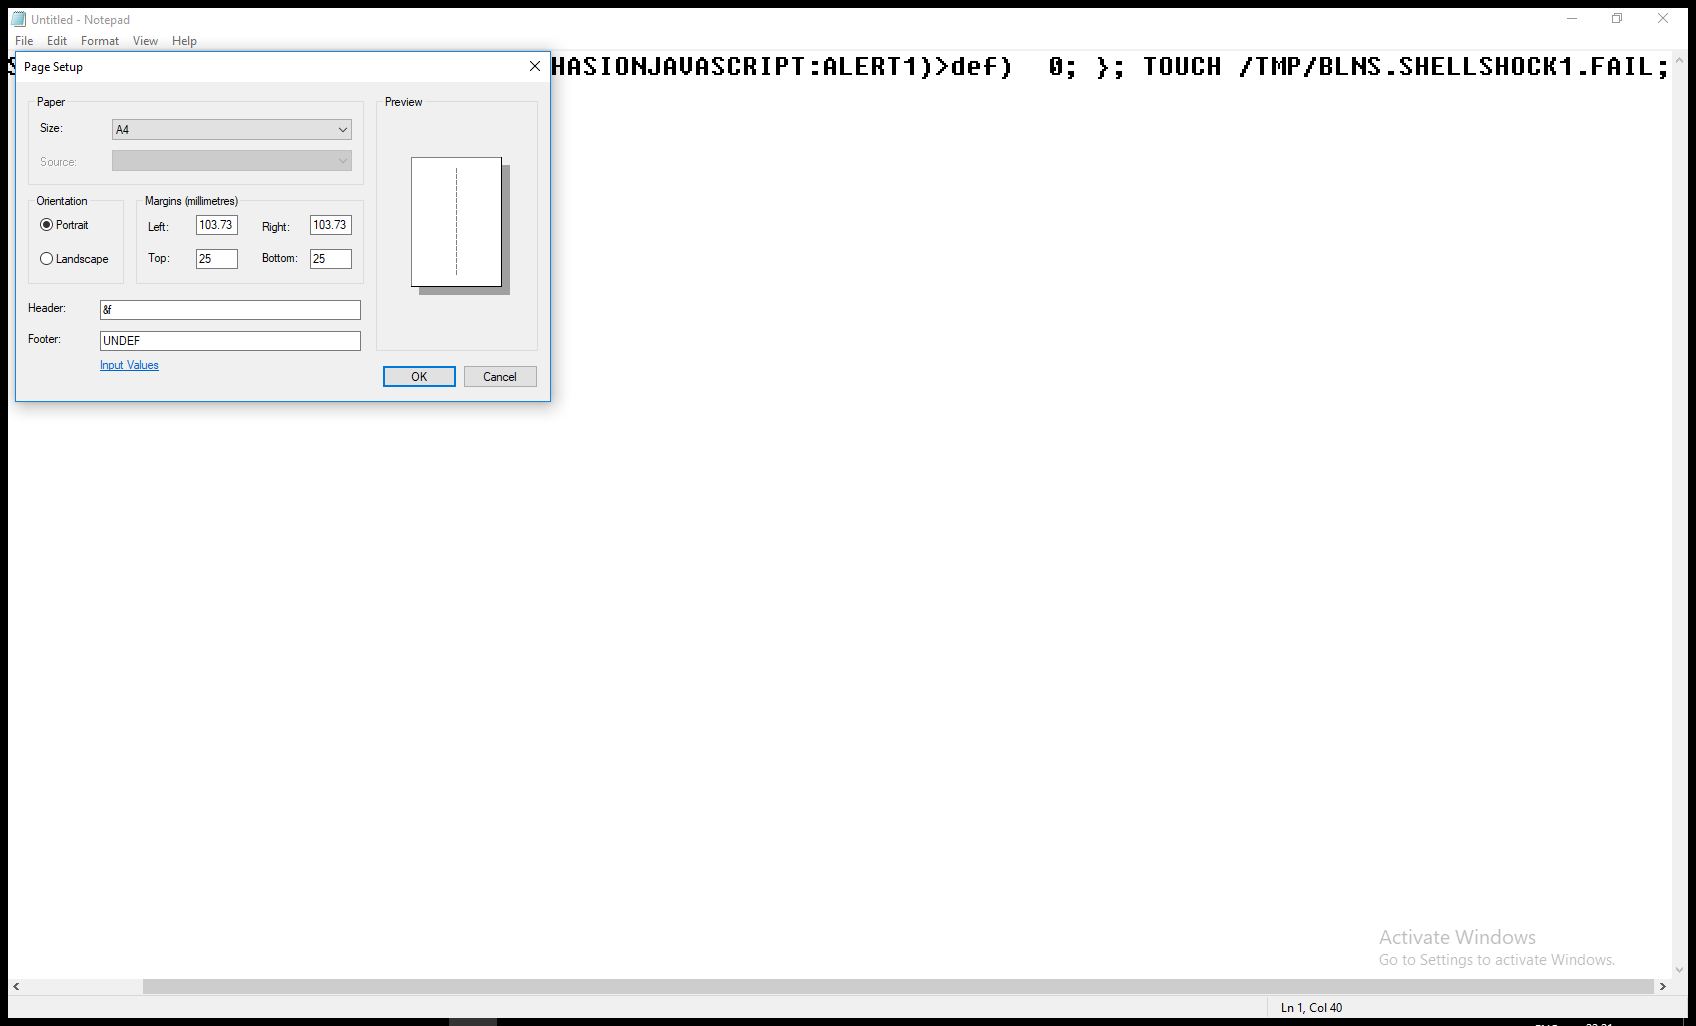 Untitled - Notepad
File Edit Format View Help
HASIONJAVASCRIPT:ALERT1)>def)  0; }; TOUCH /TMP/BLNS.SHELLSHOCK1.FAIL;
Page Setup
Paper
Size: A4
Source:
Orientation
Portrait
Landscape
Margins (millimetres)
Left: 103.73 Right: 103.73
Top: 25 Bottom: 25
Preview
Header: &f
Footer: UNDEF
Input Values
OK Cancel
Activate Windows
Go to Settings to activate Windows.
Ln 1, Col 40